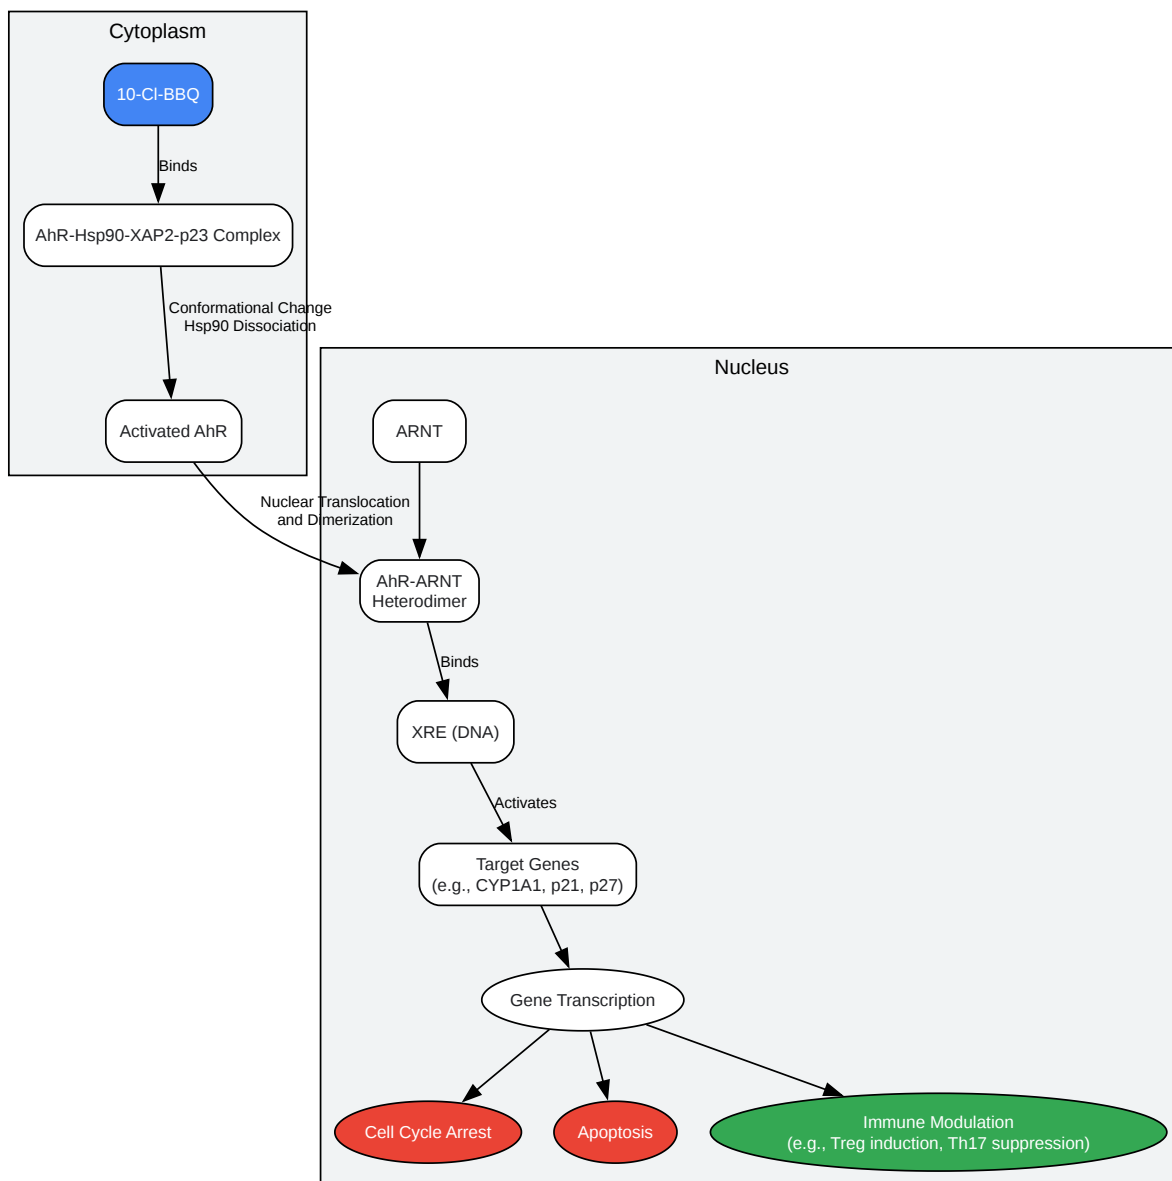 Cytoplasm
10-Cl-BBQ
Binds
AhR-Hsp90-XAP2-p23 Complex
Conformational Change
Hsp90 Dissociation
Activated AhR
Nucleus
ARNT
Nuclear Translocation
and Dimerization
AhR-ARNT
Heterodimer
Binds
XRE (DNA)
Activates
Target Genes
(e.g., CYP1A1, p21, p27)
Gene Transcription
Cell Cycle Arrest
Apoptosis
Immune Modulation
(e.g., Treg induction, Th17 suppression)